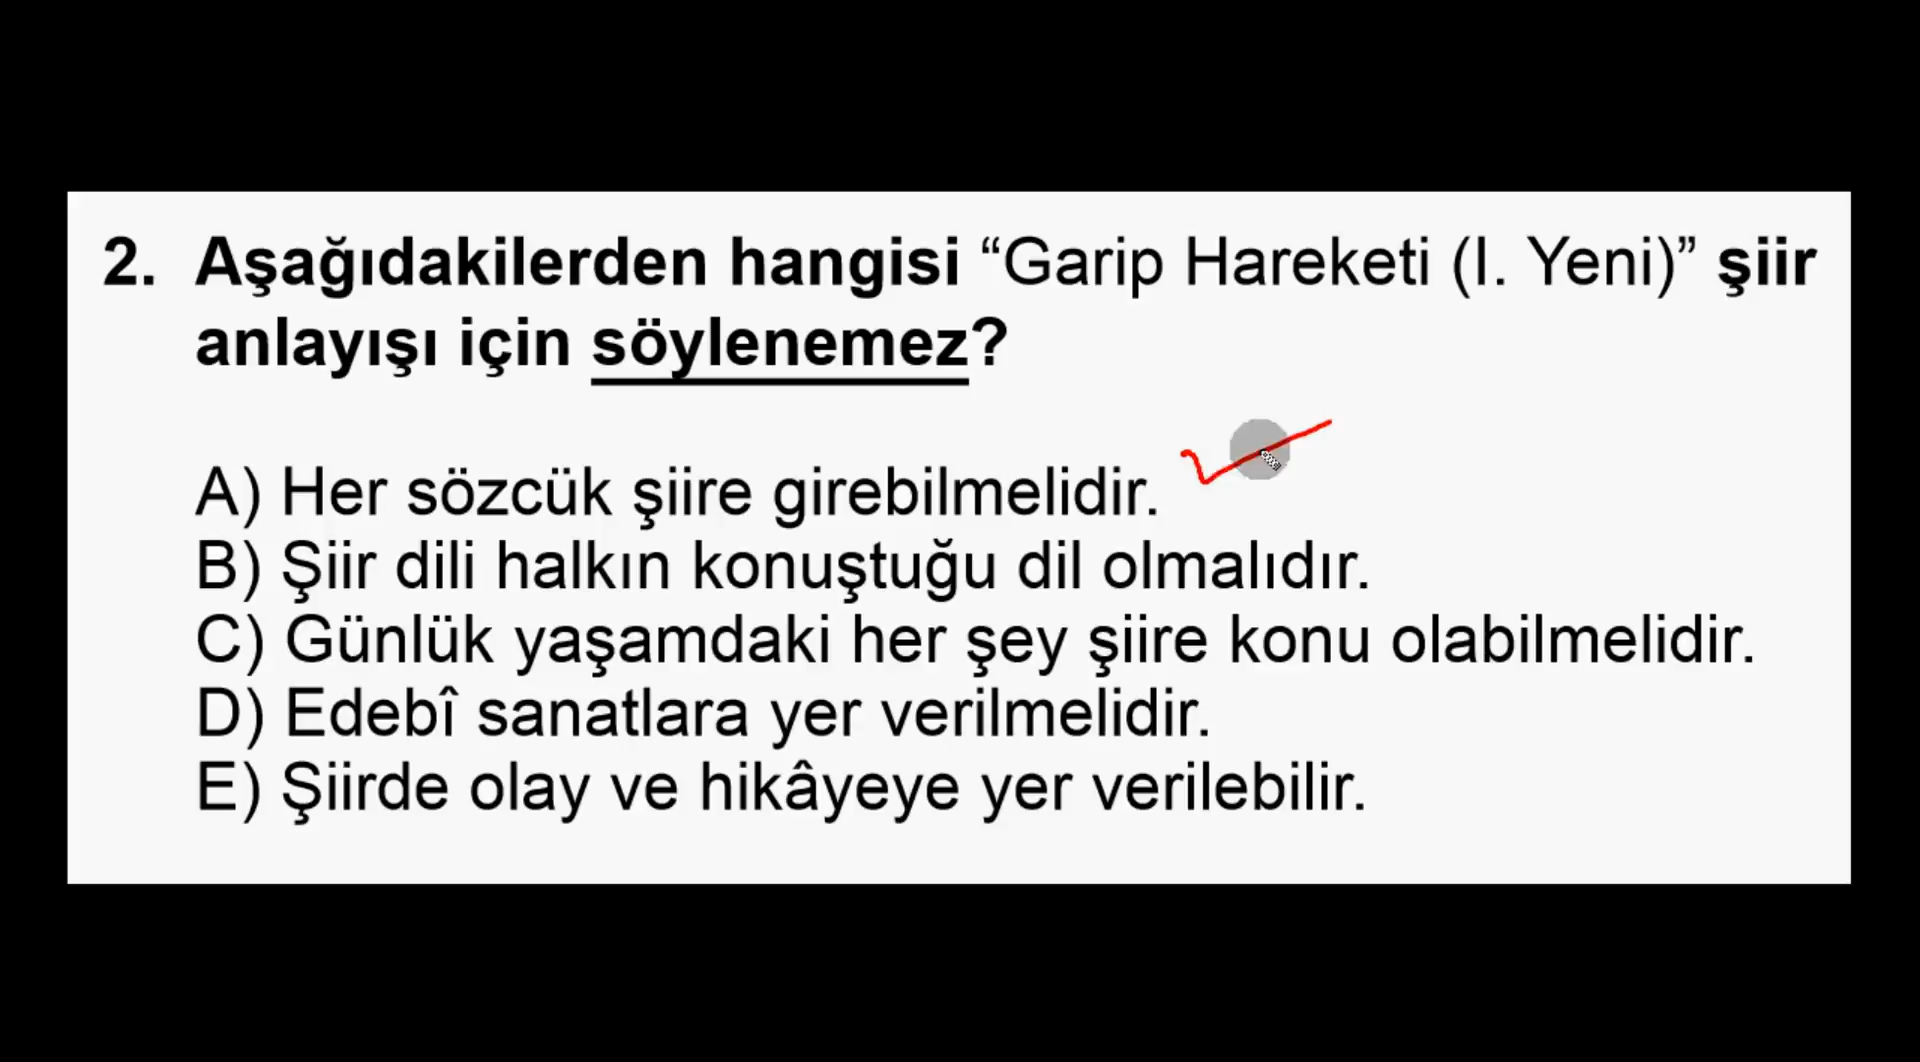 2. Aşağıdakilerden hangisi “Garip Hareketi (I. Yeni)” şiir
anlayışı için söylenemez?
A) Her sözcük şiire girebilmelidir.
B) Şiir dili halkın konuştuğu dil olmalıdır.
C) Günlük yaşamdaki her şey şiire konu olabilmelidir.
D) Edebî sanatlara yer verilmelidir.
E) Şiirde olay ve hikâyeye yer verilebilir.